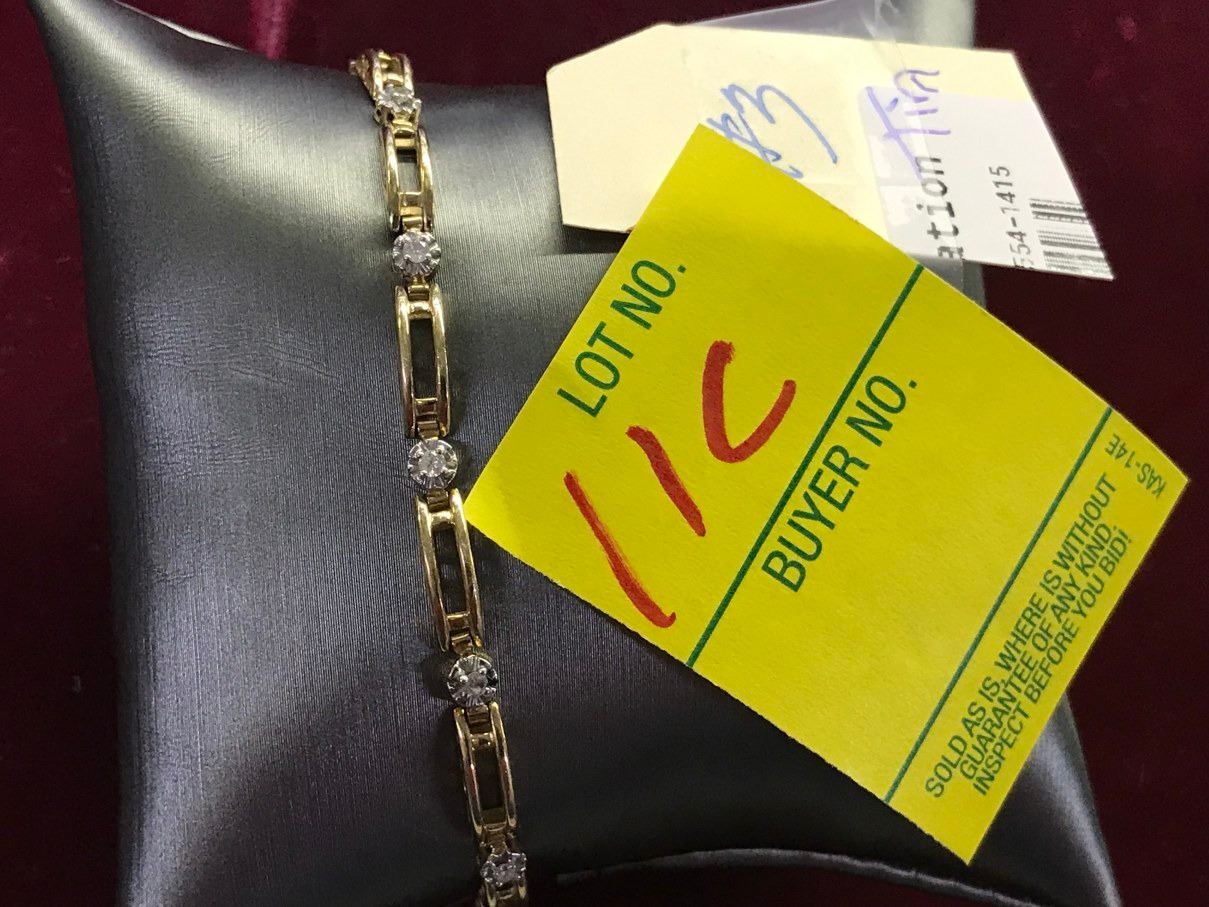 LOT NO.
11C
BUYER NO.
KAS-14E
SOLD AS IS, WHERE IS WITHOUT
GUARANTEE OF ANY KIND.
INSPECT BEFORE YOU BID!
ation
554-1415